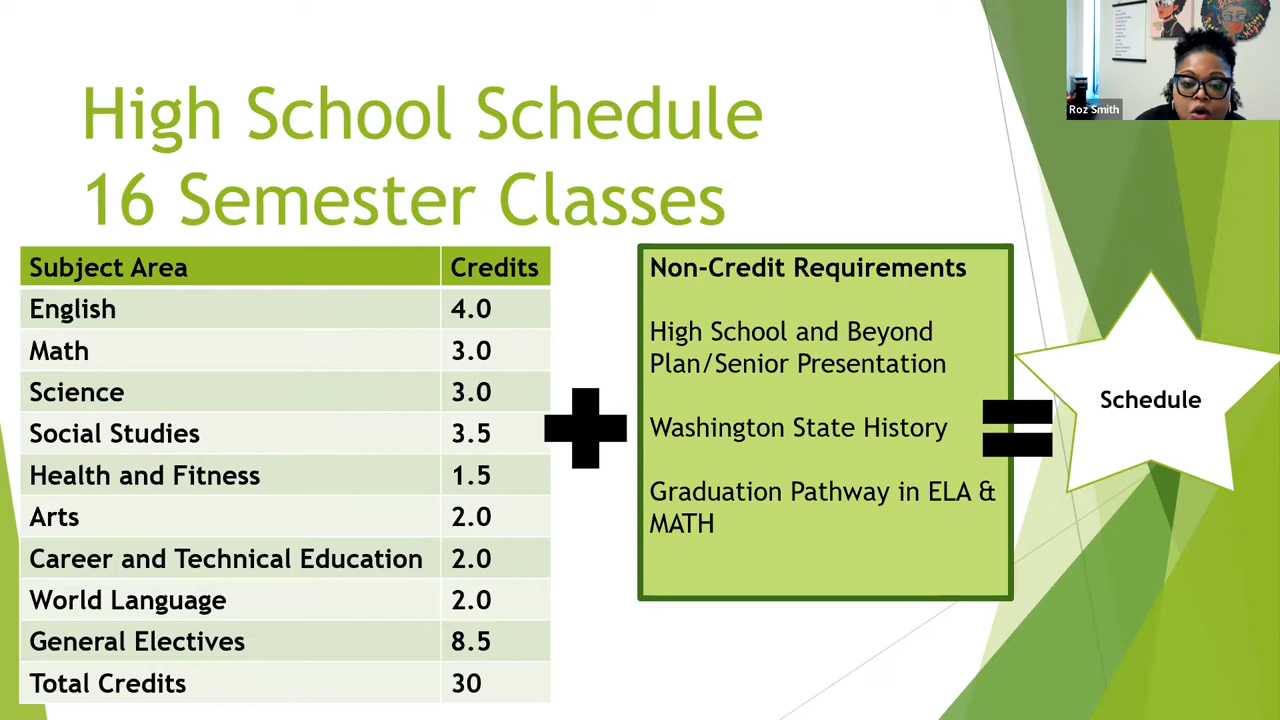 High School Schedule
16 Semester Classes
Roz Smith
Subject Area Credits
English 4.0
Math 3.0
Science 3.0
Social Studies 3.5
Health and Fitness 1.5
Arts 2.0
Career and Technical Education 2.0
World Language 2.0
General Electives 8.5
Total Credits 30
Non-Credit Requirements
High School and Beyond
Plan/Senior Presentation
Washington State History
Graduation Pathway in ELA &
MATH
Schedule